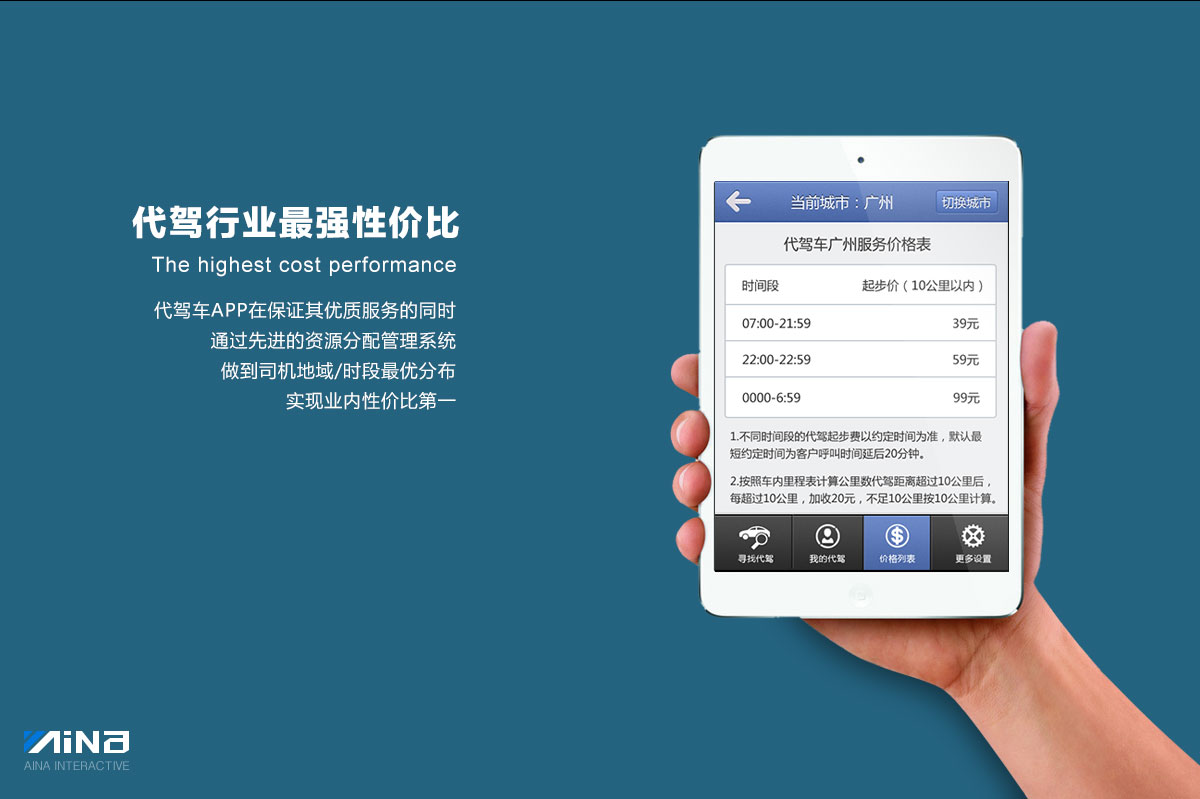 代驾行业最强性价比
The highest cost performance
代驾车APP在保证其优质服务的同时
通过先进的资源分配管理系统
做到司机地域/时段最优分布
实现业内性价比第一
当前城市：广州
切换城市
代驾车广州服务价格表
时间段 起步价（10公里以内）
07:00-21:59 39元
22:00-22:59 59元
0000-6:59 99元
1.不同时间段的代驾起步费以约定时间为准，默认最
短约定时间为客户呼叫时间延后20分钟。
2.按照车内里程表计算公里数代驾距离超过10公里后，
每超过10公里，加收20元，不足10公里按10公里计算。
寻找代驾 我的代驾 价格列表 更多设置
AINA
AINA INTERACTIVE